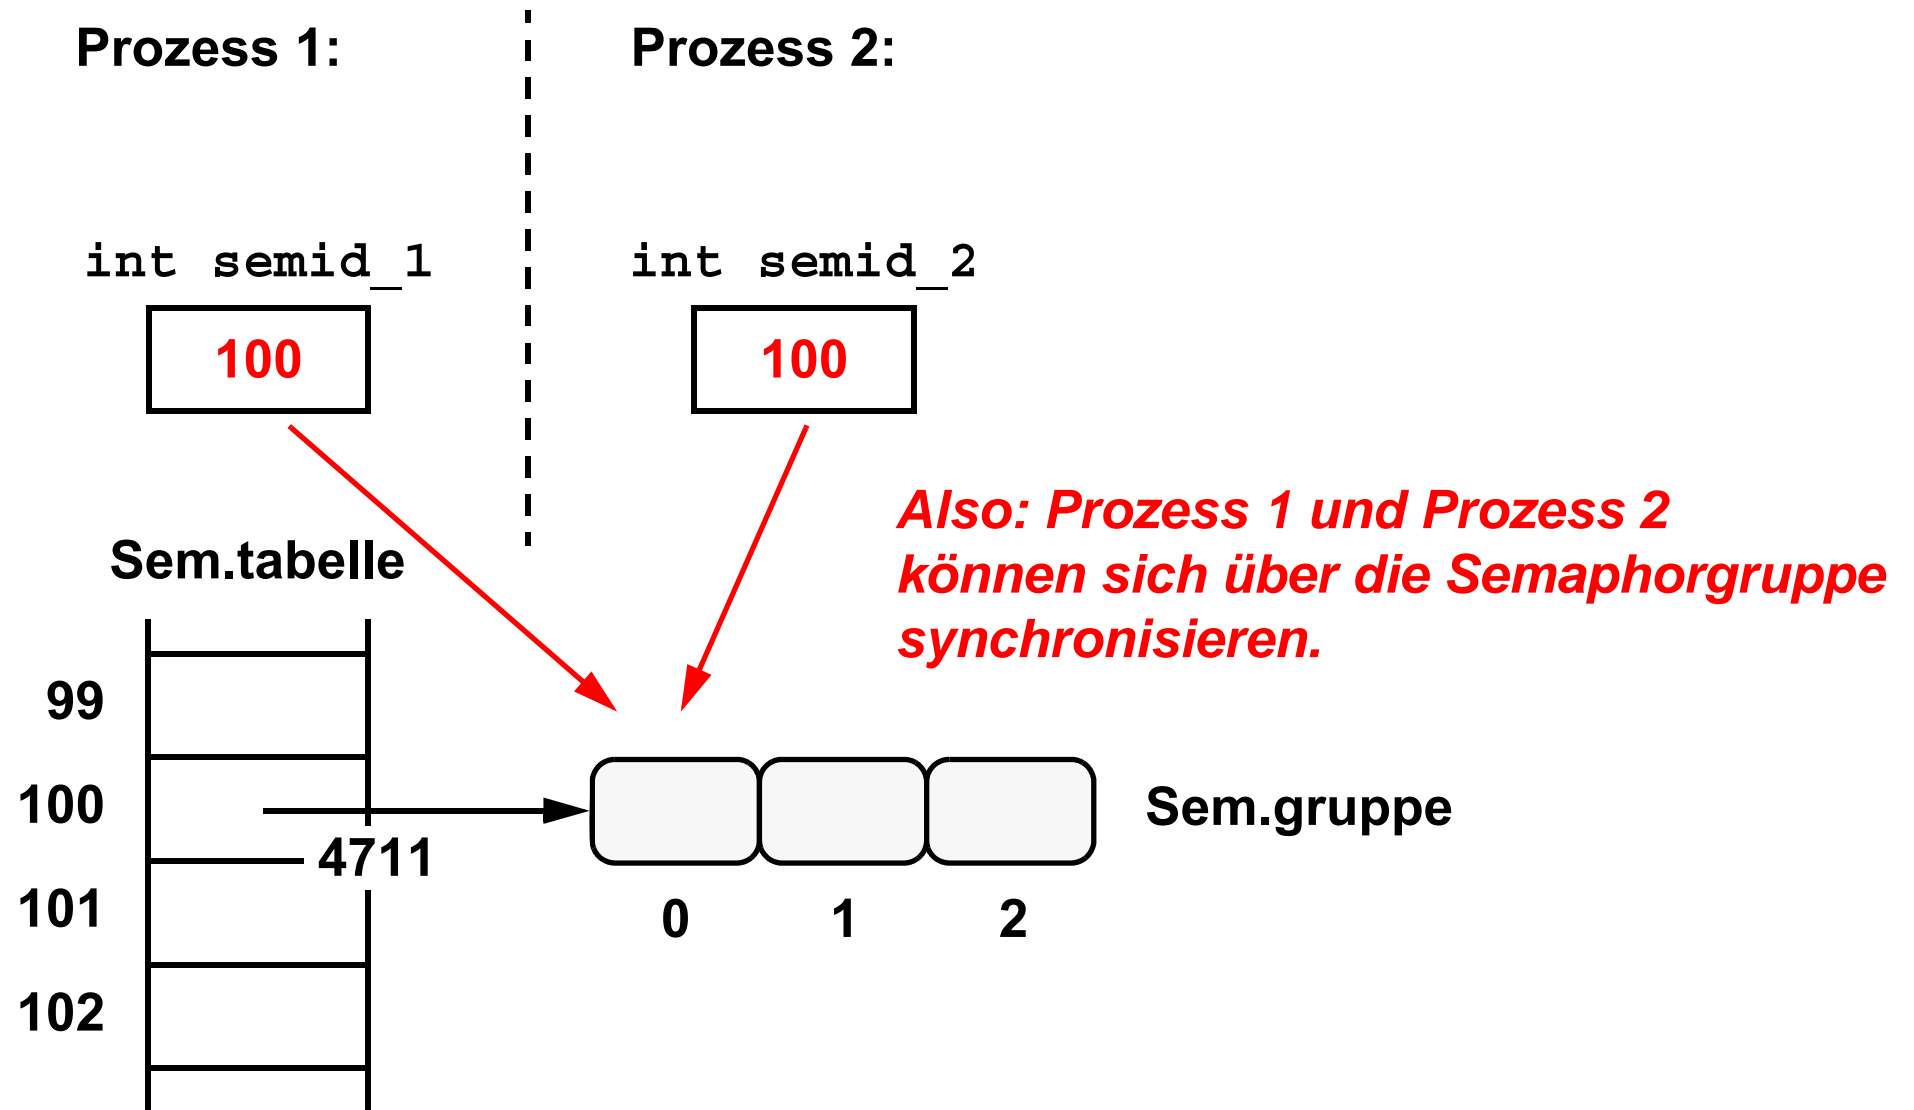 Prozess 1:
Prozess 2:
int semid_1
int semid_2
100
100
Also: Prozess 1 und Prozess 2
können sich über die Semaphorgruppe
synchronisieren.
Sem.tabelle
99
100
4711
101
102
Sem.gruppe
0 1 2